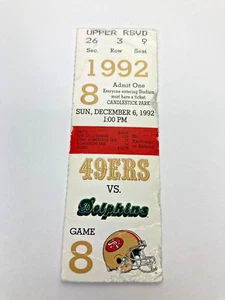 UPPER RSVD
26 3 9
Sec. Row Seat
1992
8
Admit One
Everyone entering Stadium
must have a ticket.
CANDLESTICK PARK
SUN, DECEMBER 6, 1992
1:00 PM
49ERS
VS.
Dolphins
GAME
8
SF